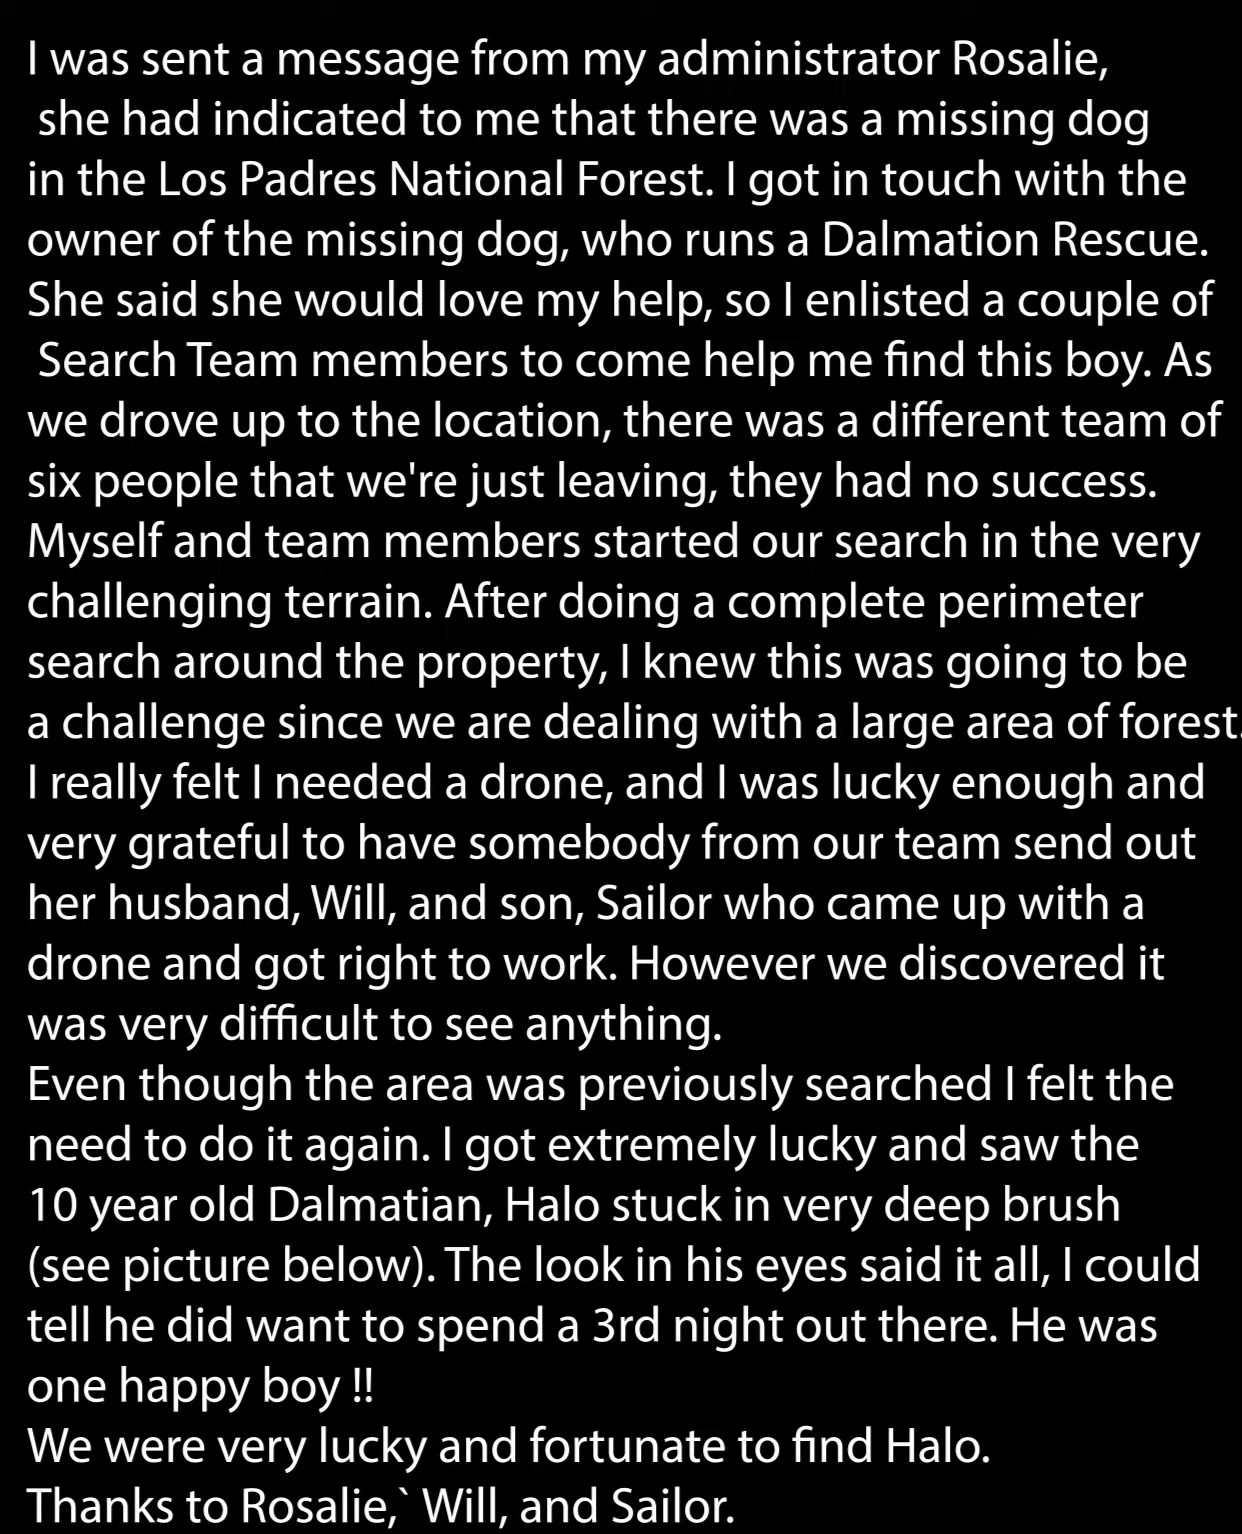 I was sent a message from my administrator Rosalie,
she had indicated to me that there was a missing dog
in the Los Padres National Forest. I got in touch with the
owner of the missing dog, who runs a Dalmation Rescue.
She said she would love my help, so I enlisted a couple of
Search Team members to come help me find this boy. As
we drove up to the location, there was a different team of
six people that we're just leaving, they had no success.
Myself and team members started our search in the very
challenging terrain. After doing a complete perimeter
search around the property, I knew this was going to be
a challenge since we are dealing with a large area of forest.
I really felt I needed a drone, and I was lucky enough and
very grateful to have somebody from our team send out
her husband, Will, and son, Sailor who came up with a
drone and got right to work. However we discovered it
was very difficult to see anything.
Even though the area was previously searched I felt the
need to do it again. I got extremely lucky and saw the
10 year old Dalmatian, Halo stuck in very deep brush
(see picture below). The look in his eyes said it all, I could
tell he did want to spend a 3rd night out there. He was
one happy boy !!
We were very lucky and fortunate to find Halo.
Thanks to Rosalie,` Will, and Sailor.